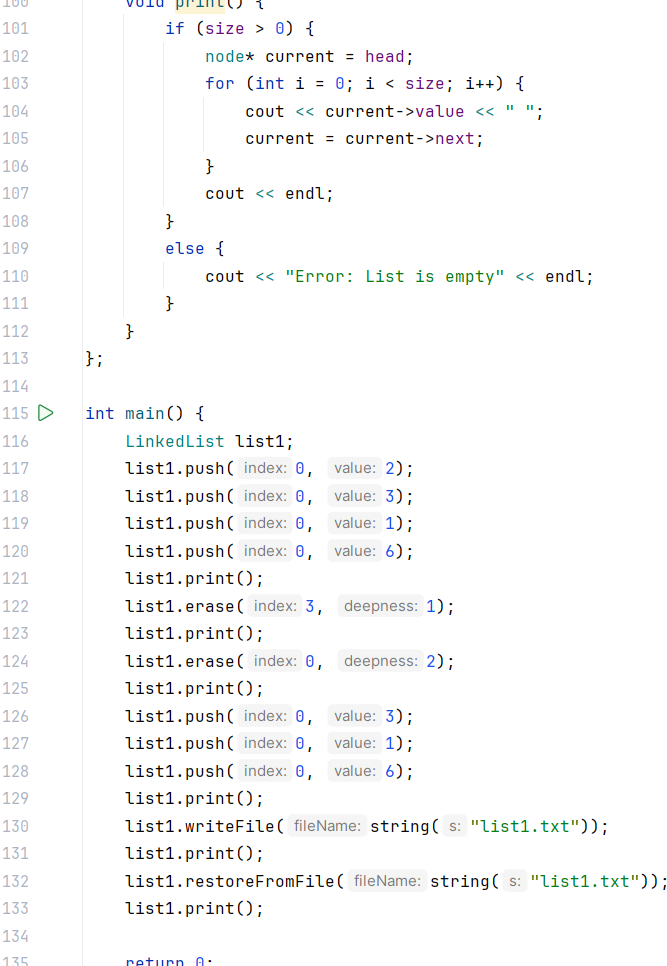 100 void print() {
101 if (size > 0) {
102 node* current = head;
103 for (int i = 0; i < size; i++) {
104 cout << current->value << " ";
105 current = current->next;
106 }
107 cout << endl;
108 }
109 else {
110 cout << "Error: List is empty" << endl;
111 }
112 }
113 };
114
115 int main() {
116 LinkedList list1;
117 list1.push( index: 0, value: 2);
118 list1.push( index: 0, value: 3);
119 list1.push( index: 0, value: 1);
120 list1.push( index: 0, value: 6);
121 list1.print();
122 list1.erase( index: 3, deepness: 1);
123 list1.print();
124 list1.erase( index: 0, deepness: 2);
125 list1.print();
126 list1.push( index: 0, value: 3);
127 list1.push( index: 0, value: 1);
128 list1.push( index: 0, value: 6);
129 list1.print();
130 list1.writeFile( fileName: string( s: "list1.txt"));
131 list1.print();
132 list1.restoreFromFile( fileName: string( s: "list1.txt"));
133 list1.print();
134
135 return 0;